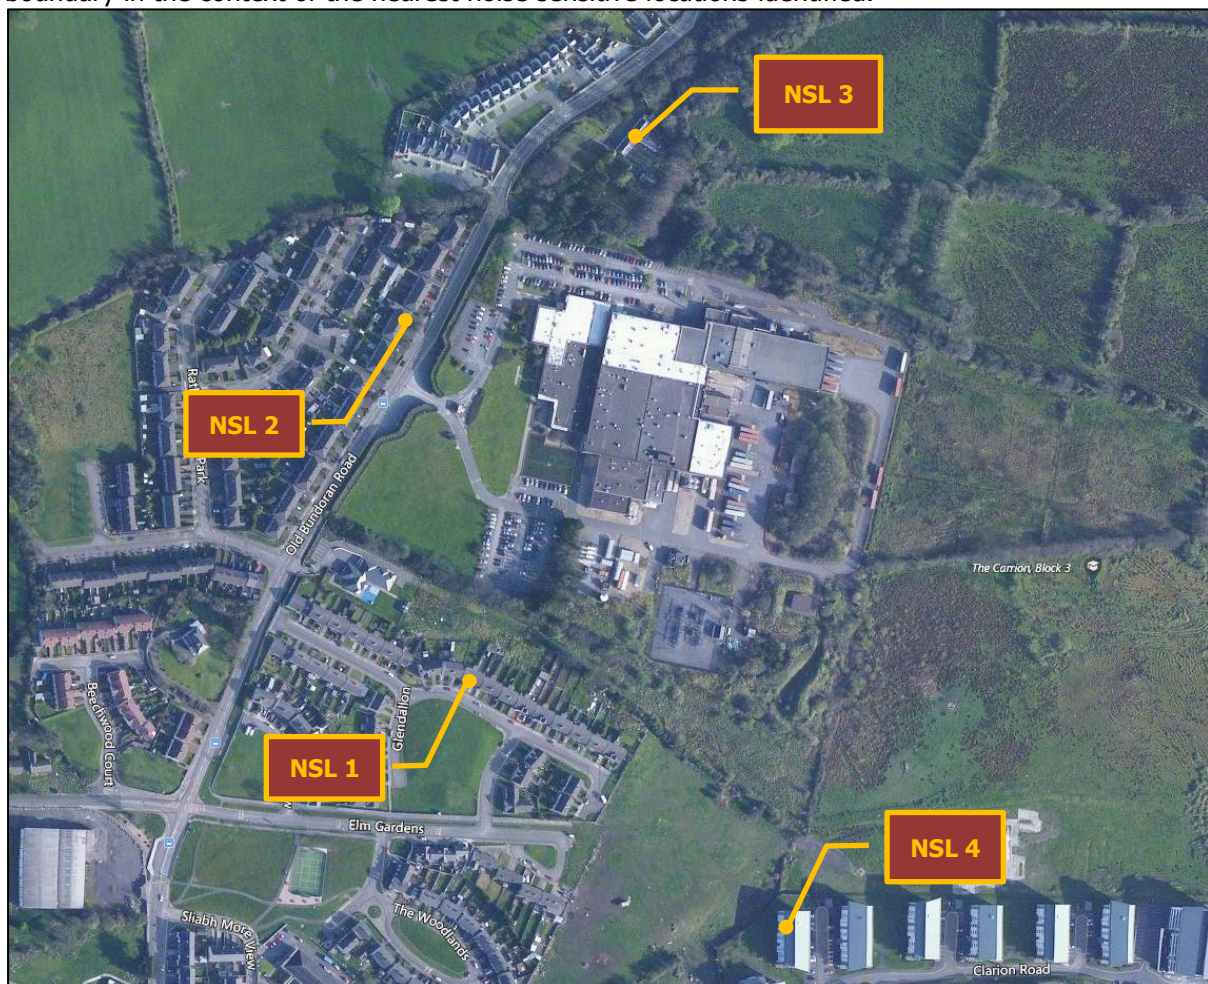 boundary in the context of the nearest noise sensitive locations identified.
NSL 3
NSL 2
Park
Old Bundoran Road
The Carrion, Block 3
Glendallon
Beechwood Court
NSL 1
Elm Gardens
NSL 4
The Woodlands
Sliabh More
View
Clarion Road